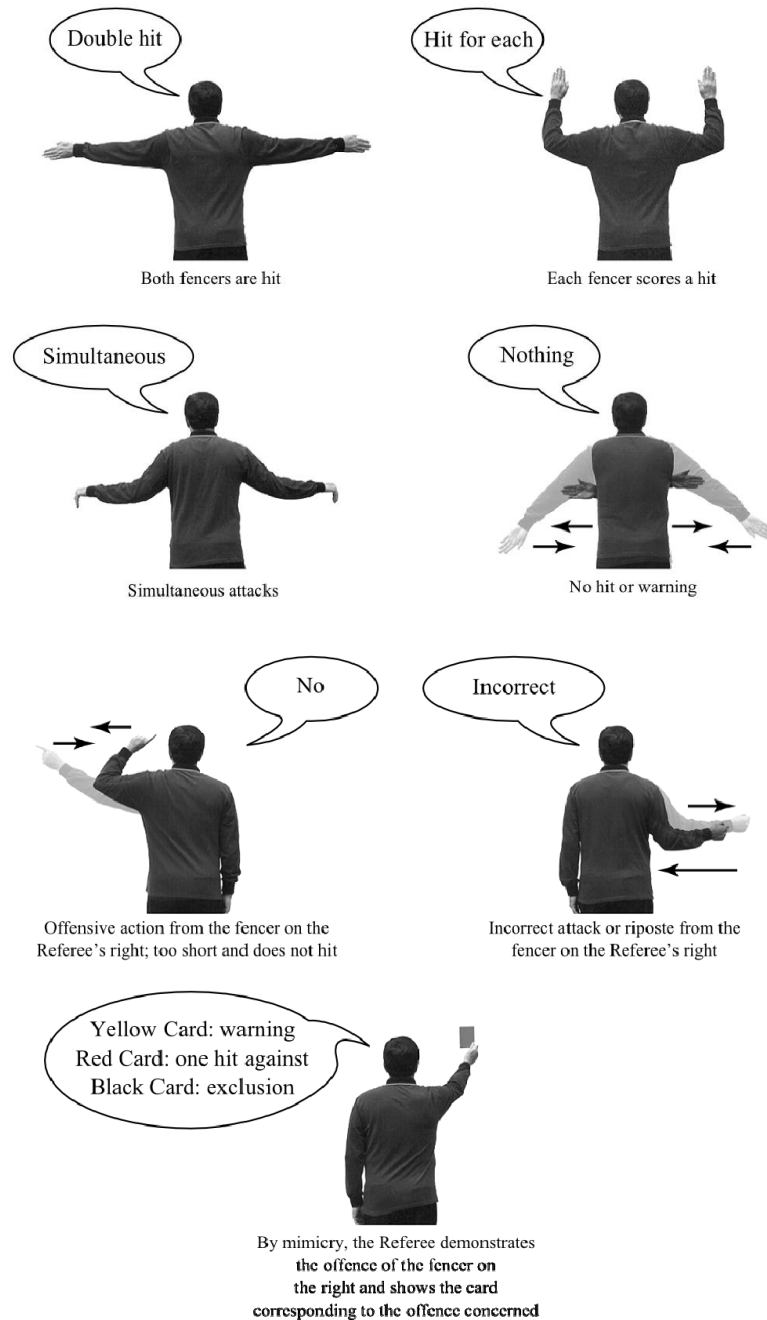 Double hit
Hit for each
Both fencers are hit
Each fencer scores a hit
Simultaneous
Nothing
Simultaneous attacks
No hit or warning
No
Incorrect
Offensive action from the fencer on the
Referee's right; too short and does not hit
Incorrect attack or riposte from the
fencer on the Referee's right
Yellow Card: warning
Red Card: one hit against
Black Card: exclusion
By mimicry, the Referee demonstrates
the offence of the fencer on
the right and shows the card
corresponding to the offence concerned